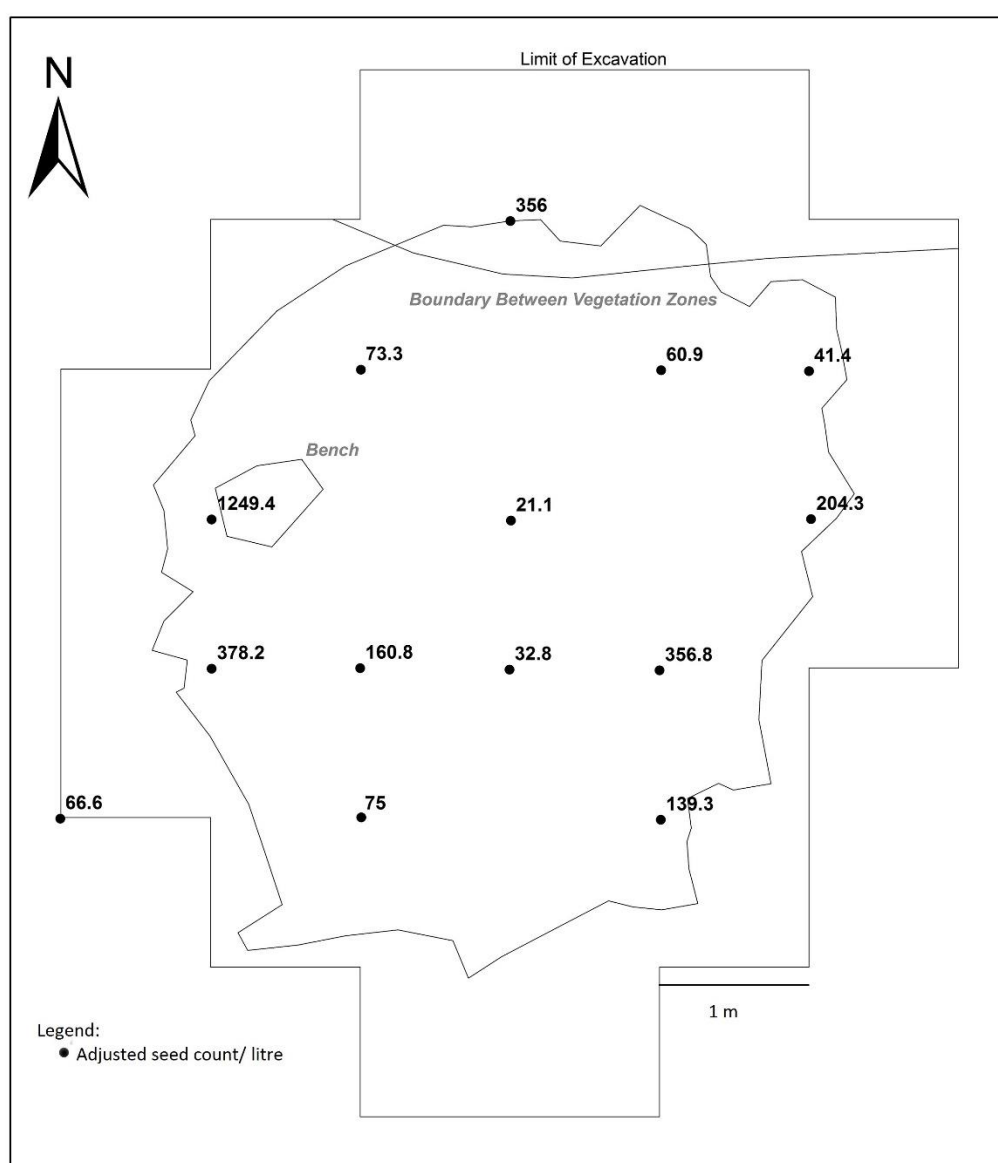 Limit of Excavation
N
356
Boundary Between Vegetation Zones
73.3
60.9
41.4
Bench
1249.4
21.1
204.3
378.2
160.8
32.8
356.8
66.6
75
139.3
1 m
Legend:
Adjusted seed count/ litre